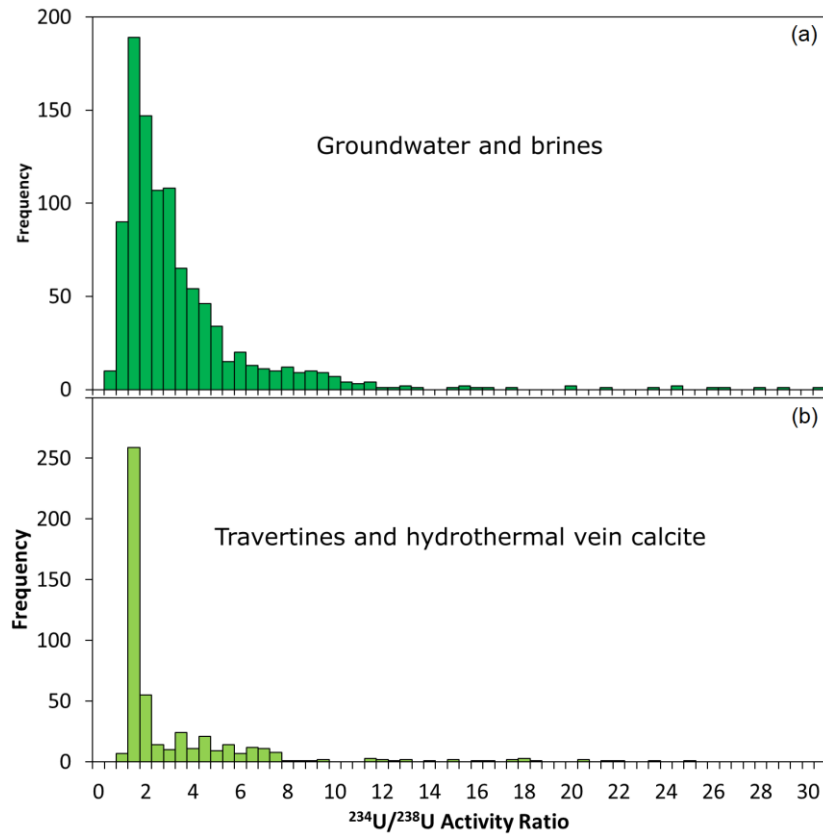 (a)
Groundwater and brines
Frequency
200
150
100
50
0
(b)
Travertines and hydrothermal vein calcite
Frequency
250
200
150
100
50
0
0 2 4 6 8 10 12 14 16 18 20 22 24 26 28 30
²³⁴U/²³⁸U Activity Ratio